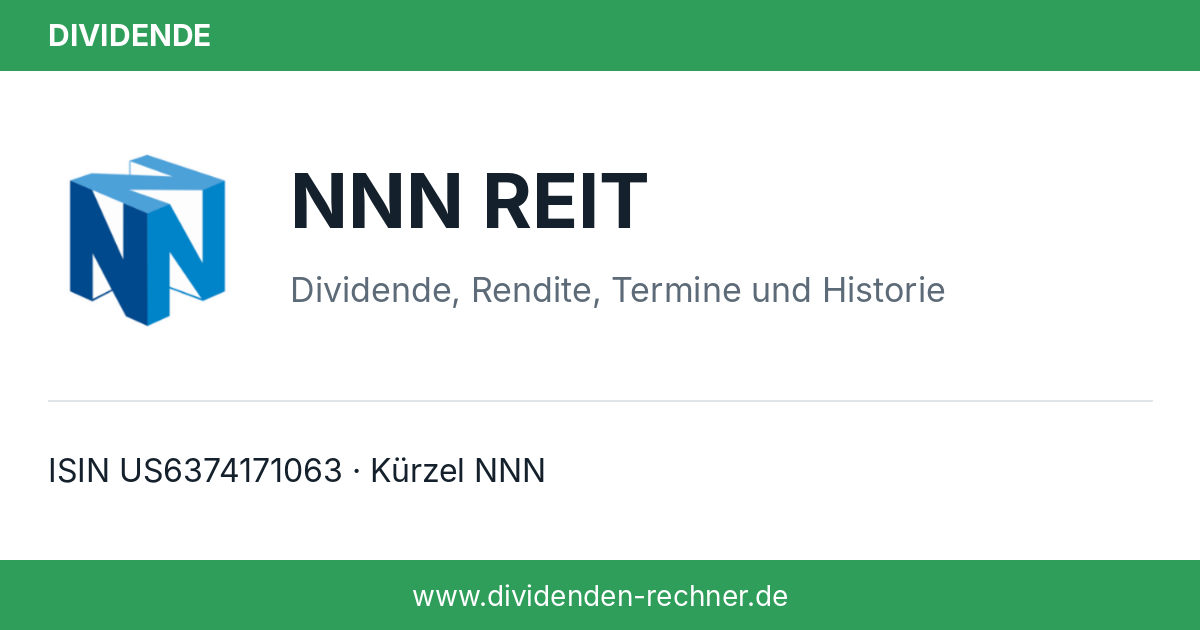 DIVIDENDE
NNN REIT
Dividende, Rendite, Termine und Historie
ISIN US6374171063 · Kürzel NNN
www.dividenden-rechner.de